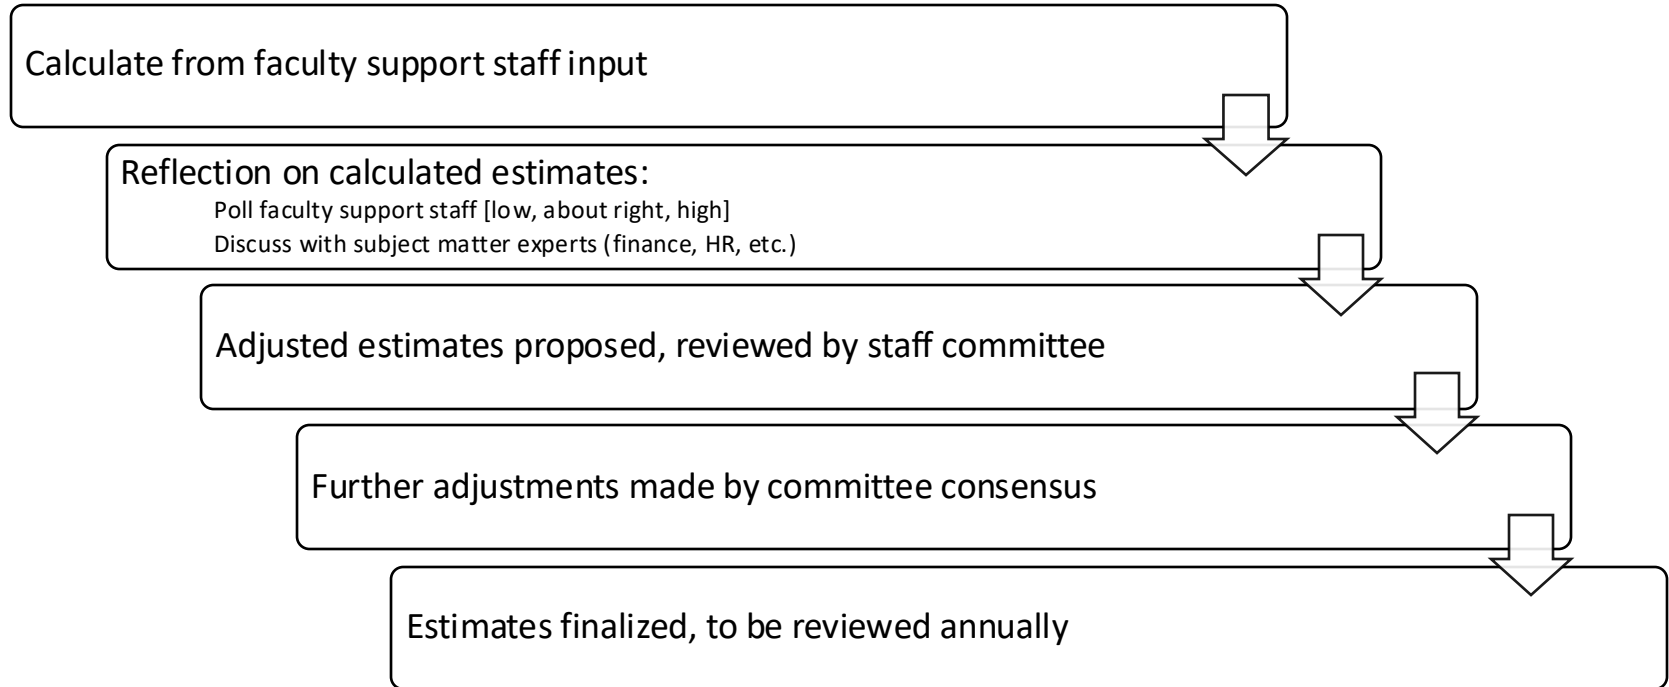 Calculate from faculty support staff input
Reflection on calculated estimates:
Poll faculty support staff [low, about right, high]
Discuss with subject matter experts (finance, HR, etc.)
Adjusted estimates proposed, reviewed by staff committee
Further adjustments made by committee consensus
Estimates finalized, to be reviewed annually